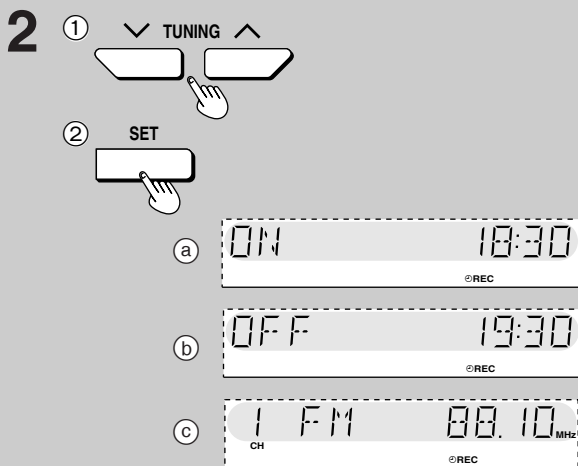 2
① TUNING
② SET
ⓐ ON 18:30
REC
ⓑ OFF 19:30
REC
ⓒ 1 FM 88.10 MHz
CH
REC